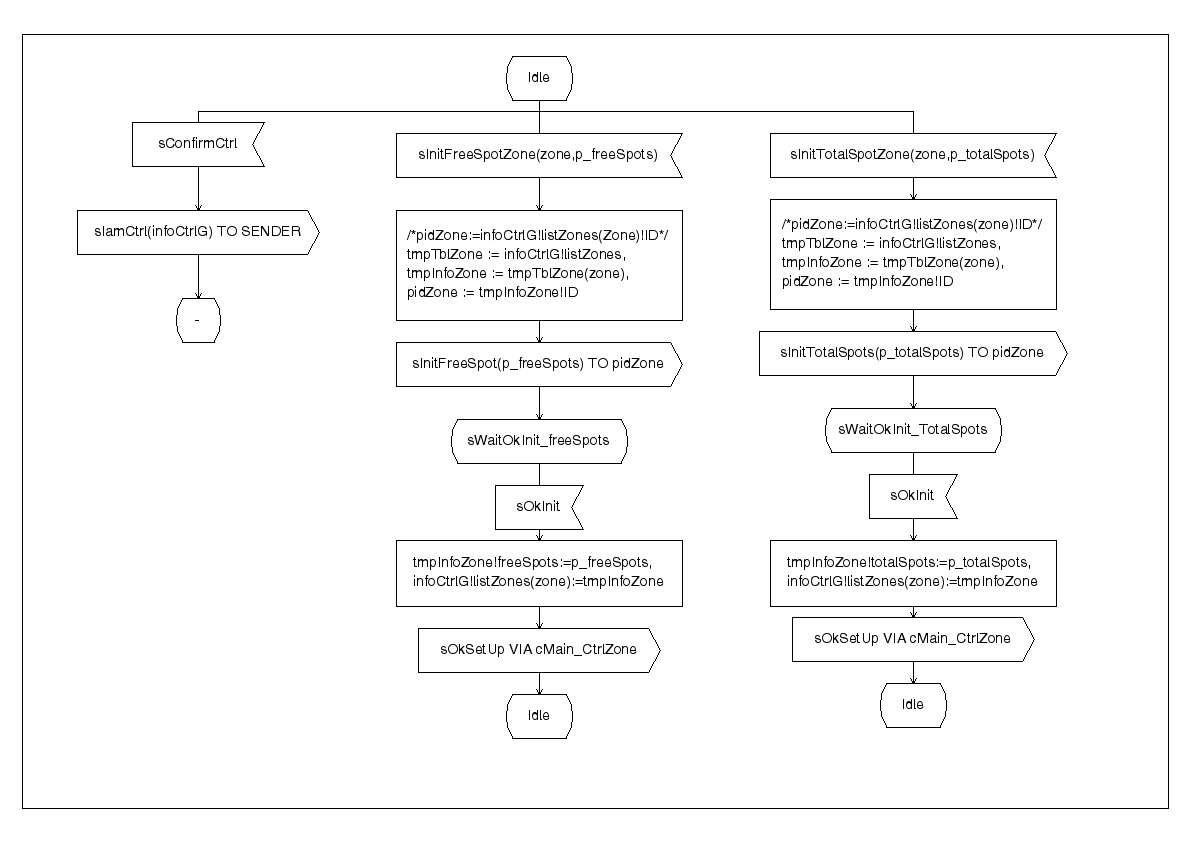 Idle
sConfirmCtrl
sIamCtrl(infoCtrlG) TO SENDER
-
sInitFreeSpotZone(zone,p_freeSpots)
/*pidZone:=infoCtrlG!listZones(Zone)!ID*/
tmpTblZone := infoCtrlG!listZones,
tmpInfoZone := tmpTblZone(zone),
pidZone := tmpInfoZone!ID
sInitFreeSpot(p_freeSpots) TO pidZone
sWaitOkInit_freeSpots
sOkInit
tmpInfoZone!freeSpots:=p_freeSpots,
infoCtrlG!listZones(zone):=tmpInfoZone
sOkSetUp VIA cMain_CtrlZone
Idle
sInitTotalSpotZone(zone,p_totalSpots)
/*pidZone:=infoCtrlG!listZones(zone)!ID*/
tmpTblZone := infoCtrlG!listZones,
tmpInfoZone := tmpTblZone(zone),
pidZone := tmpInfoZone!ID
sInitTotalSpots(p_totalSpots) TO pidZone
sWaitOkInit_TotalSpots
sOkInit
tmpInfoZone!totalSpots:=p_totalSpots,
infoCtrlG!listZones(zone):=tmpInfoZone
sOkSetUp VIA cMain_CtrlZone
Idle